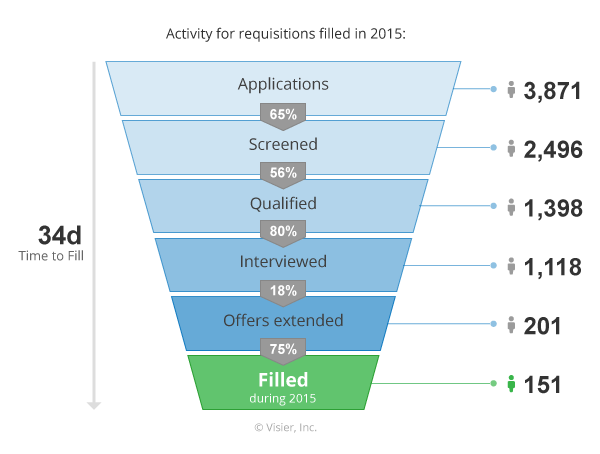 Activity for requisitions filled in 2015:
Applications
3,871
65%
Screened
2,496
56%
Qualified
1,398
80%
34d
Time to Fill
Interviewed
1,118
18%
Offers extended
201
75%
Filled
during 2015
151
© Visier, Inc.